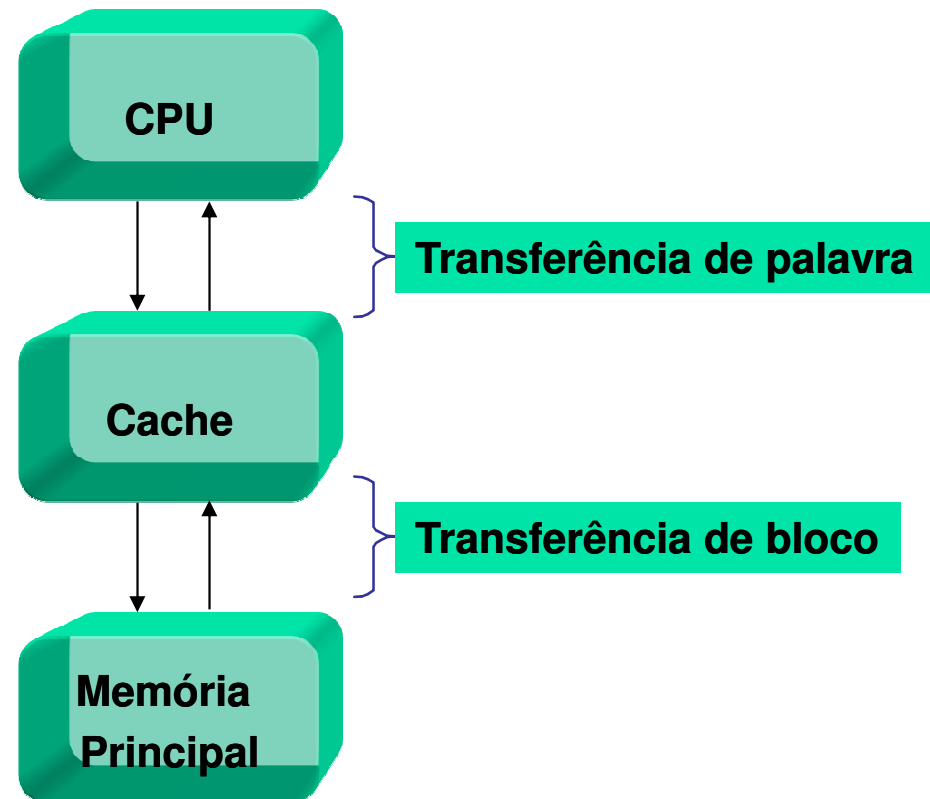 CPU
Transferência de palavra
Cache
Transferência de bloco
Memória
Principal